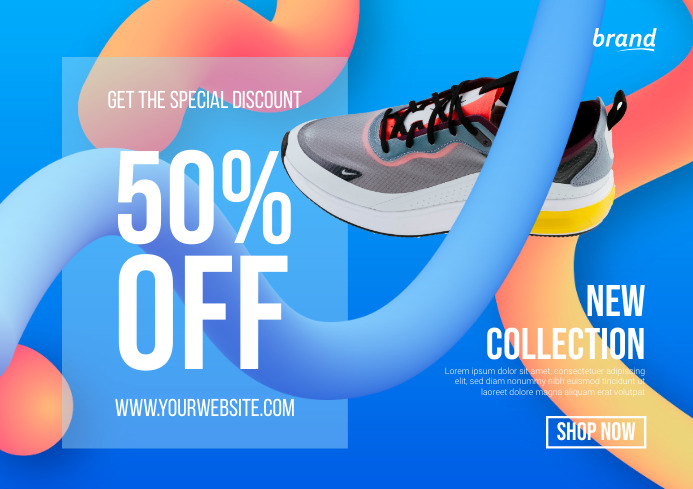 brand
GET THE SPECIAL DISCOUNT
50%
OFF
WWW.YOURWEBSITE.COM
NEW
COLLECTION
Lorem ipsum dolor sit amet, consectetuer adipiscing
elit, sed diam nonummy nibh euismod tincidunt ut
laoreet dolore magna aliquam erat volutpat
SHOP NOW